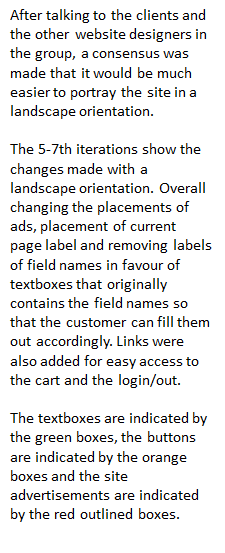 After talking to the clients and
the other website designers in
the group, a consensus was
made that it would be much
easier to portray the site in a
landscape orientation.

The 5-7th iterations show the
changes made with a
landscape orientation. Overall
changing the placements of
ads, placement of current
page label and removing labels
of field names in favour of
textboxes that originally
contains the field names so
that the customer can fill them
out accordingly. Links were
also added for easy access to
the cart and the login/out.

The textboxes are indicated by
the green boxes, the buttons
are indicated by the orange
boxes and the site
advertisements are indicated
by the red outlined boxes.